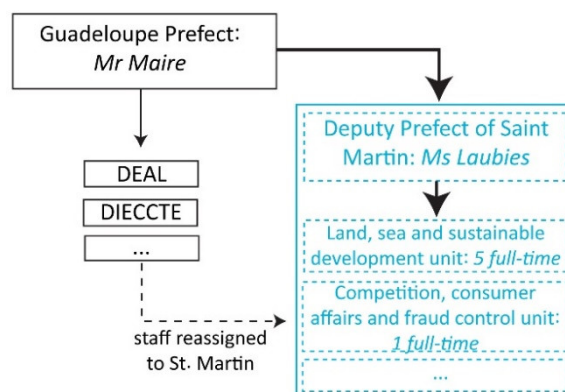 Guadeloupe Prefect:
Mr Maire
DEAL
DIECCTE
...
staff reassigned
to St. Martin
Deputy Prefect of Saint
Martin: Ms Laubies
Land, sea and sustainable
development unit: 5 full-time
Competition, consumer
affairs and fraud control unit:
1 full-time
...